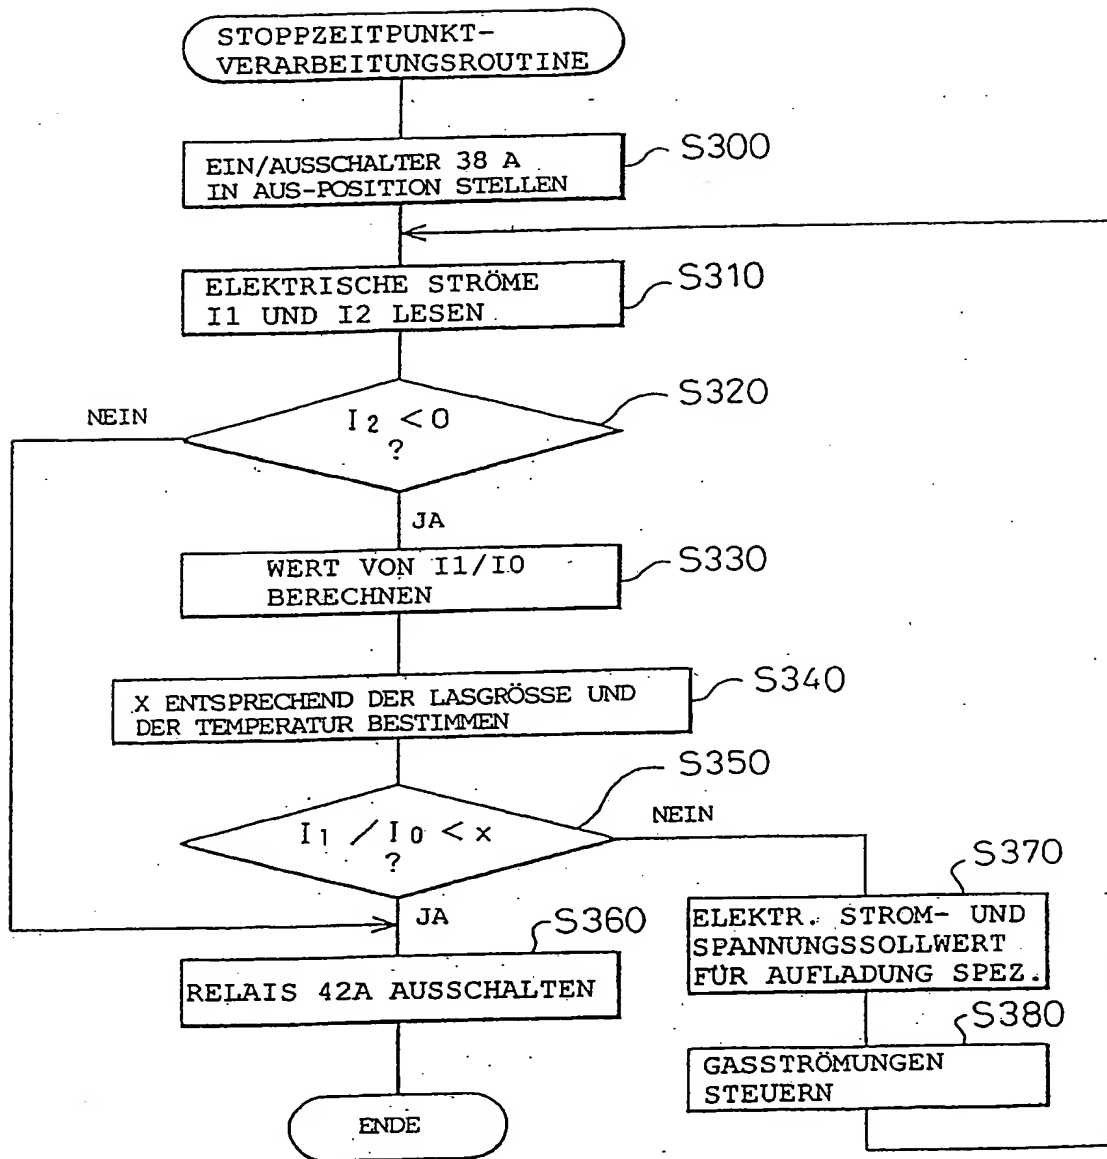 STOPPZEITPUNKT-
VERARBEITUNGSROUTINE
EIN/AUSSCHALTER 38 A
IN AUS-POSITION STELLEN
S300
ELEKTRISCHE STRÖME
I1 UND I2 LESEN
S310
I2 <0
?
S320
NEIN
JA
WERT VON I1/I0
BERECHNEN
S330
X ENTSPRECHEND DER LASGRÖSSE UND
DER TEMPERATUR BESTIMMEN
S340
I1 / I0 < x
?
S350
NEIN
JA
RELAIS 42A AUSSCHALTEN
S360
ELEKTR. STROM- UND
SPANNUNGSSOLLWERT
FÜR AUFLADUNG SPEZ.
S370
GASSTRÖMUNGEN
STEUERN
S380
ENDE